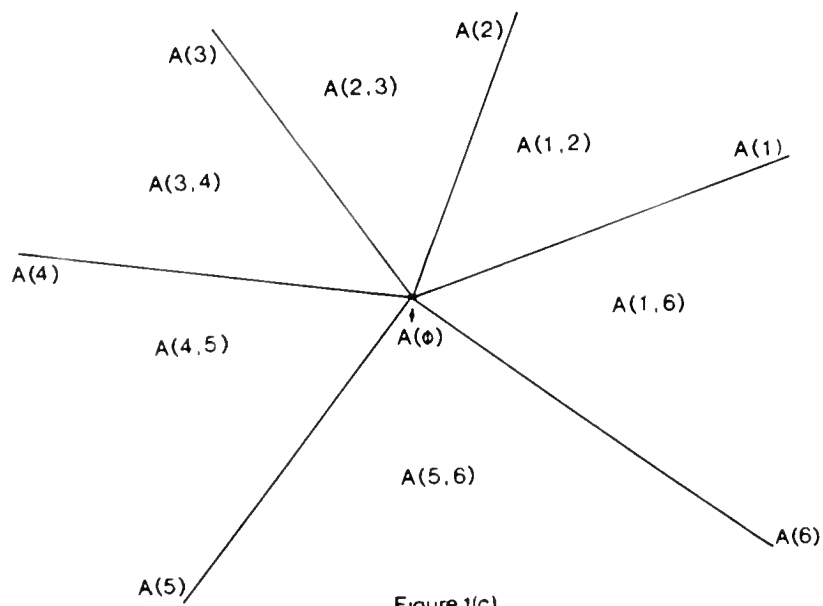 A(2)
A(3)
A(2,3)
A(1,2)
A(1)
A(3,4)
A(4)
A(1,6)
A(Φ)
A(4,5)
A(5,6)
A(6)
A(5)
Figure 1(c)